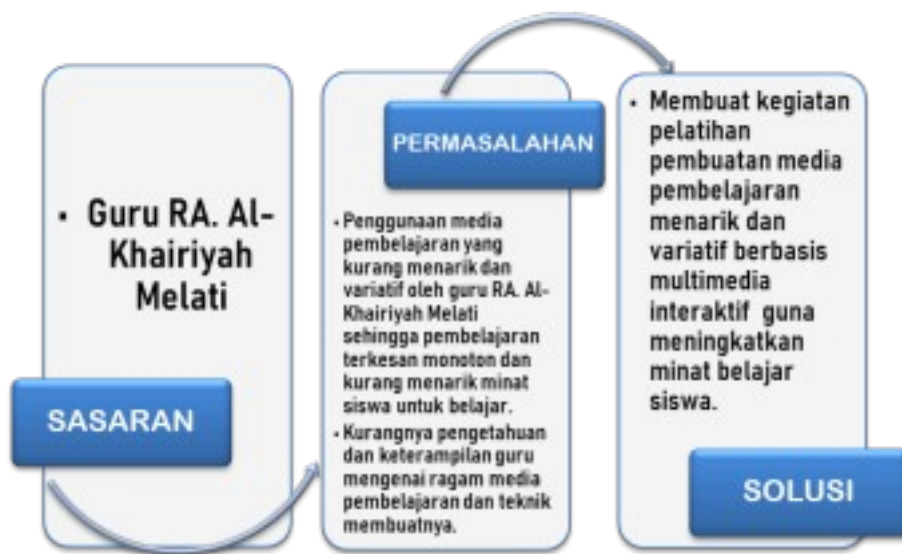 • Guru RA. Al-
Khairiyah
Melati
SASARAN
PERMASALAHAN
• Penggunaan media
pembelajaran yang
kurang menarik dan
variatif oleh guru RA. Al-
Khairiyah Melati
sehingga pembelajaran
terkesan monoton dan
kurang menarik minat
siswa untuk belajar.
• Kurangnya pengetahuan
dan keterampilan guru
mengenai ragam media
pembelajaran dan teknik
membuatnya.
• Membuat kegiatan
pelatihan
pembuatan media
pembelajaran
menarik dan
variatif berbasis
multimedia
interaktif guna
meningkatkan
minat belajar
siswa.
SOLUSI